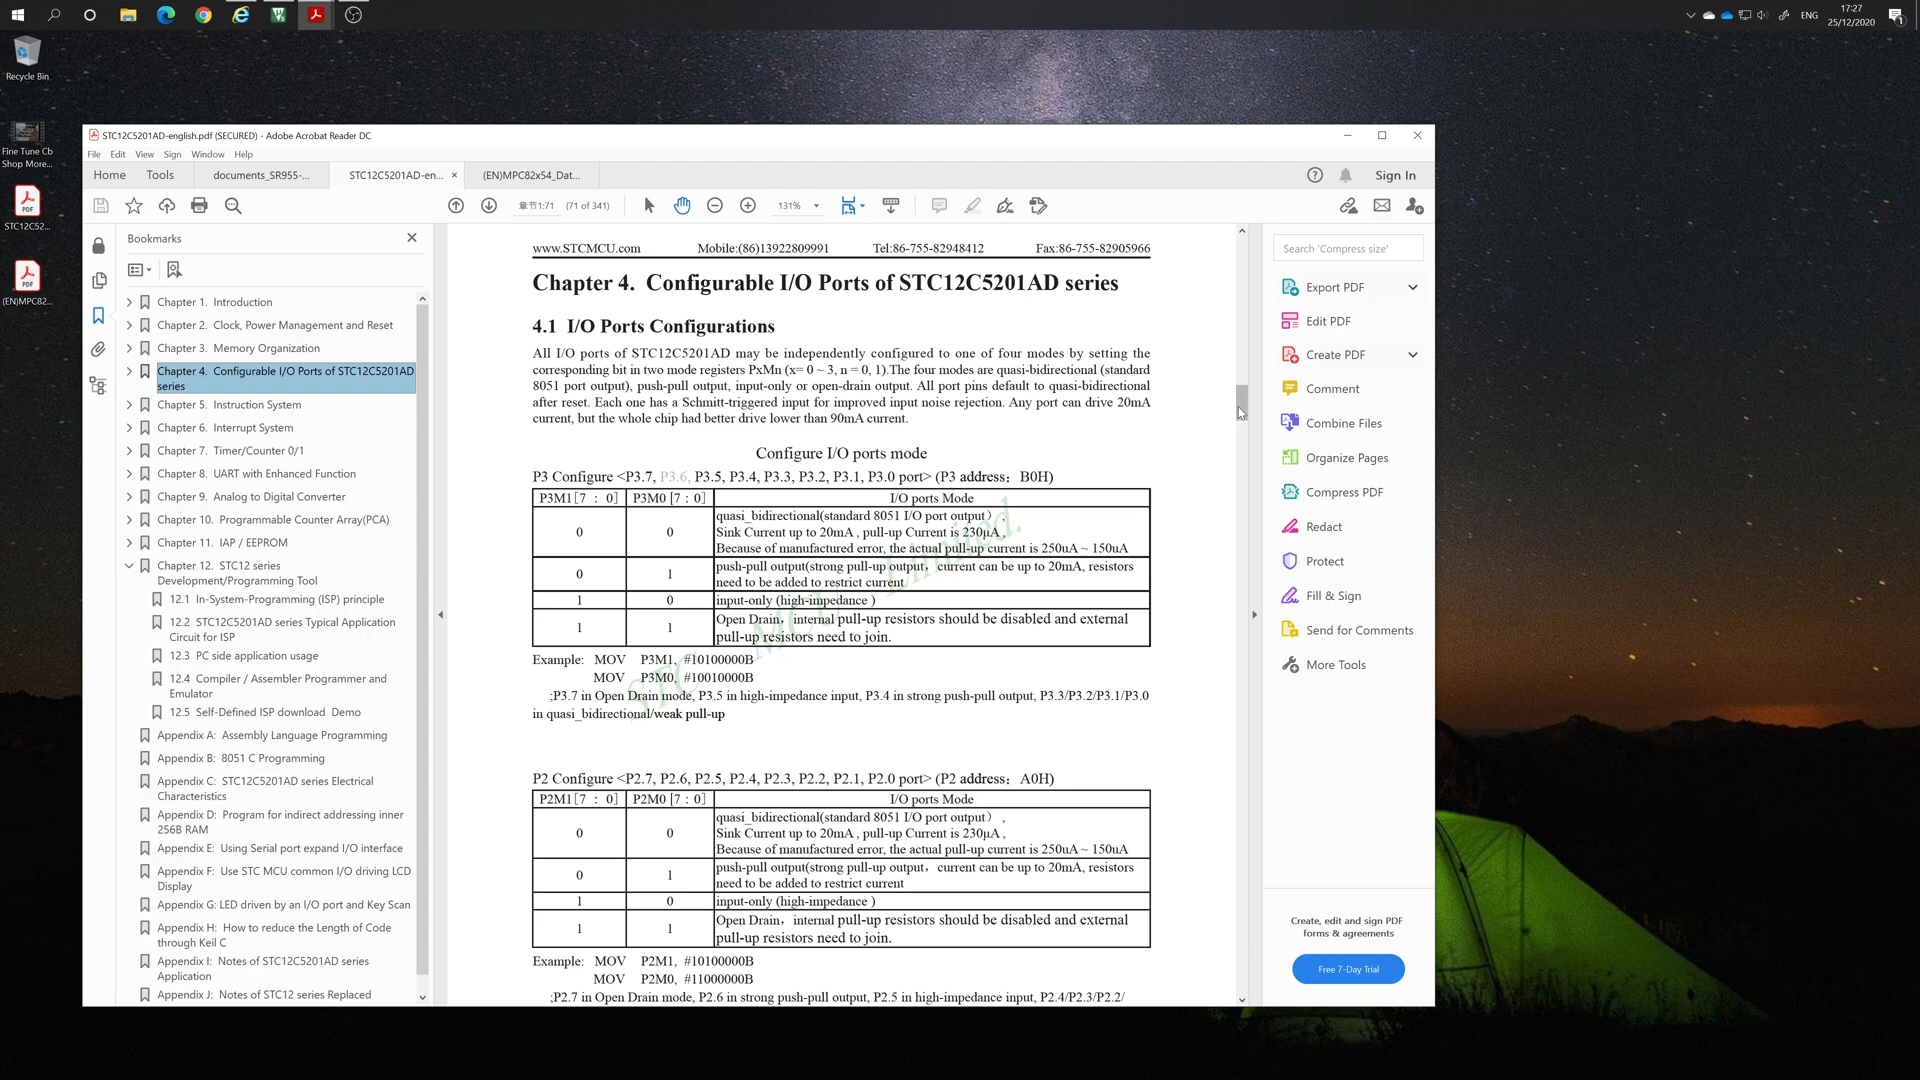 17:27
ENG
25/12/2020
1
Recycle Bin
Fine Tune Cb
Shop More...
STC12C52...
(EN)MPC82...
STC12C5201AD-english.pdf (SECURED) - Adobe Acrobat Reader DC
File Edit View Sign Window Help
Home Tools documents_SR955-... STC12C5201AD-en... × (EN)MPC82x54_Dat... Sign In
章节1:71 (71 of 341) 131%
Bookmarks
Chapter 1. Introduction
Chapter 2. Clock, Power Management and Reset
Chapter 3. Memory Organization
Chapter 4. Configurable I/O Ports of STC12C5201AD
series
Chapter 5. Instruction System
Chapter 6. Interrupt System
Chapter 7. Timer/Counter 0/1
Chapter 8. UART with Enhanced Function
Chapter 9. Analog to Digital Converter
Chapter 10. Programmable Counter Array(PCA)
Chapter 11. IAP / EEPROM
Chapter 12. STC12 series
Development/Programming Tool
12.1 In-System-Programming (ISP) principle
12.2 STC12C5201AD series Typical Application
Circuit for ISP
12.3 PC side application usage
12.4 Compiler / Assembler Programmer and
Emulator
12.5 Self-Defined ISP download Demo
Appendix A: Assembly Language Programming
Appendix B: 8051 C Programming
Appendix C: STC12C5201AD series Electrical
Characteristics
Appendix D: Program for indirect addressing inner
256B RAM
Appendix E: Using Serial port expand I/O interface
Appendix F: Use STC MCU common I/O driving LCD
Display
Appendix G: LED driven by an I/O port and Key Scan
Appendix H: How to reduce the Length of Code
through Keil C
Appendix I: Notes of STC12C5201AD series
Application
Appendix J: Notes of STC12 series Replaced
www.STCMCU.com Mobile:(86)13922809991 Tel:86-755-82948412 Fax:86-755-82905966
Chapter 4. Configurable I/O Ports of STC12C5201AD series
4.1 I/O Ports Configurations
All I/O ports of STC12C5201AD may be independently configured to one of four modes by setting the
corresponding bit in two mode registers PxMn (x= 0 ~ 3, n = 0, 1).The four modes are quasi-bidirectional (standard
8051 port output), push-pull output, input-only or open-drain output. All port pins default to quasi-bidirectional
after reset. Each one has a Schmitt-triggered input for improved input noise rejection. Any port can drive 20mA
current, but the whole chip had better drive lower than 90mA current.
Configure I/O ports mode
P3 Configure <P3.7, P3.6, P3.5, P3.4, P3.3, P3.2, P3.1, P3.0 port> (P3 address：B0H)
P3M1[7 : 0] P3M0 [7 : 0] I/O ports Mode
0 0 quasi_bidirectional(standard 8051 I/O port output） ,
Sink Current up to 20mA , pull-up Current is 230μA ,
Because of manufactured error, the actual pull-up current is 250uA ~ 150uA
0 1 push-pull output(strong pull-up output，current can be up to 20mA, resistors
need to be added to restrict current
1 0 input-only (high-impedance )
1 1 Open Drain，internal pull-up resistors should be disabled and external
pull-up resistors need to join.
STC MCU Limited.
Example: MOV P3M1, #10100000B
MOV P3M0, #10010000B
;P3.7 in Open Drain mode, P3.5 in high-impedance input, P3.4 in strong push-pull output, P3.3/P3.2/P3.1/P3.0
in quasi_bidirectional/weak pull-up
P2 Configure <P2.7, P2.6, P2.5, P2.4, P2.3, P2.2, P2.1, P2.0 port> (P2 address：A0H)
P2M1[7 : 0] P2M0 [7 : 0] I/O ports Mode
0 0 quasi_bidirectional(standard 8051 I/O port output） ,
Sink Current up to 20mA , pull-up Current is 230μA ,
Because of manufactured error, the actual pull-up current is 250uA ~ 150uA
0 1 push-pull output(strong pull-up output，current can be up to 20mA, resistors
need to be added to restrict current
1 0 input-only (high-impedance )
1 1 Open Drain，internal pull-up resistors should be disabled and external
pull-up resistors need to join.
Example: MOV P2M1, #10100000B
MOV P2M0, #11000000B
;P2.7 in Open Drain mode, P2.6 in strong push-pull output, P2.5 in high-impedance input, P2.4/P2.3/P2.2/
Search 'Compress size'
Export PDF
Edit PDF
Create PDF
Comment
Combine Files
Organize Pages
Compress PDF
Redact
Protect
Fill & Sign
Send for Comments
More Tools
Create, edit and sign PDF
forms & agreements
Free 7-Day Trial